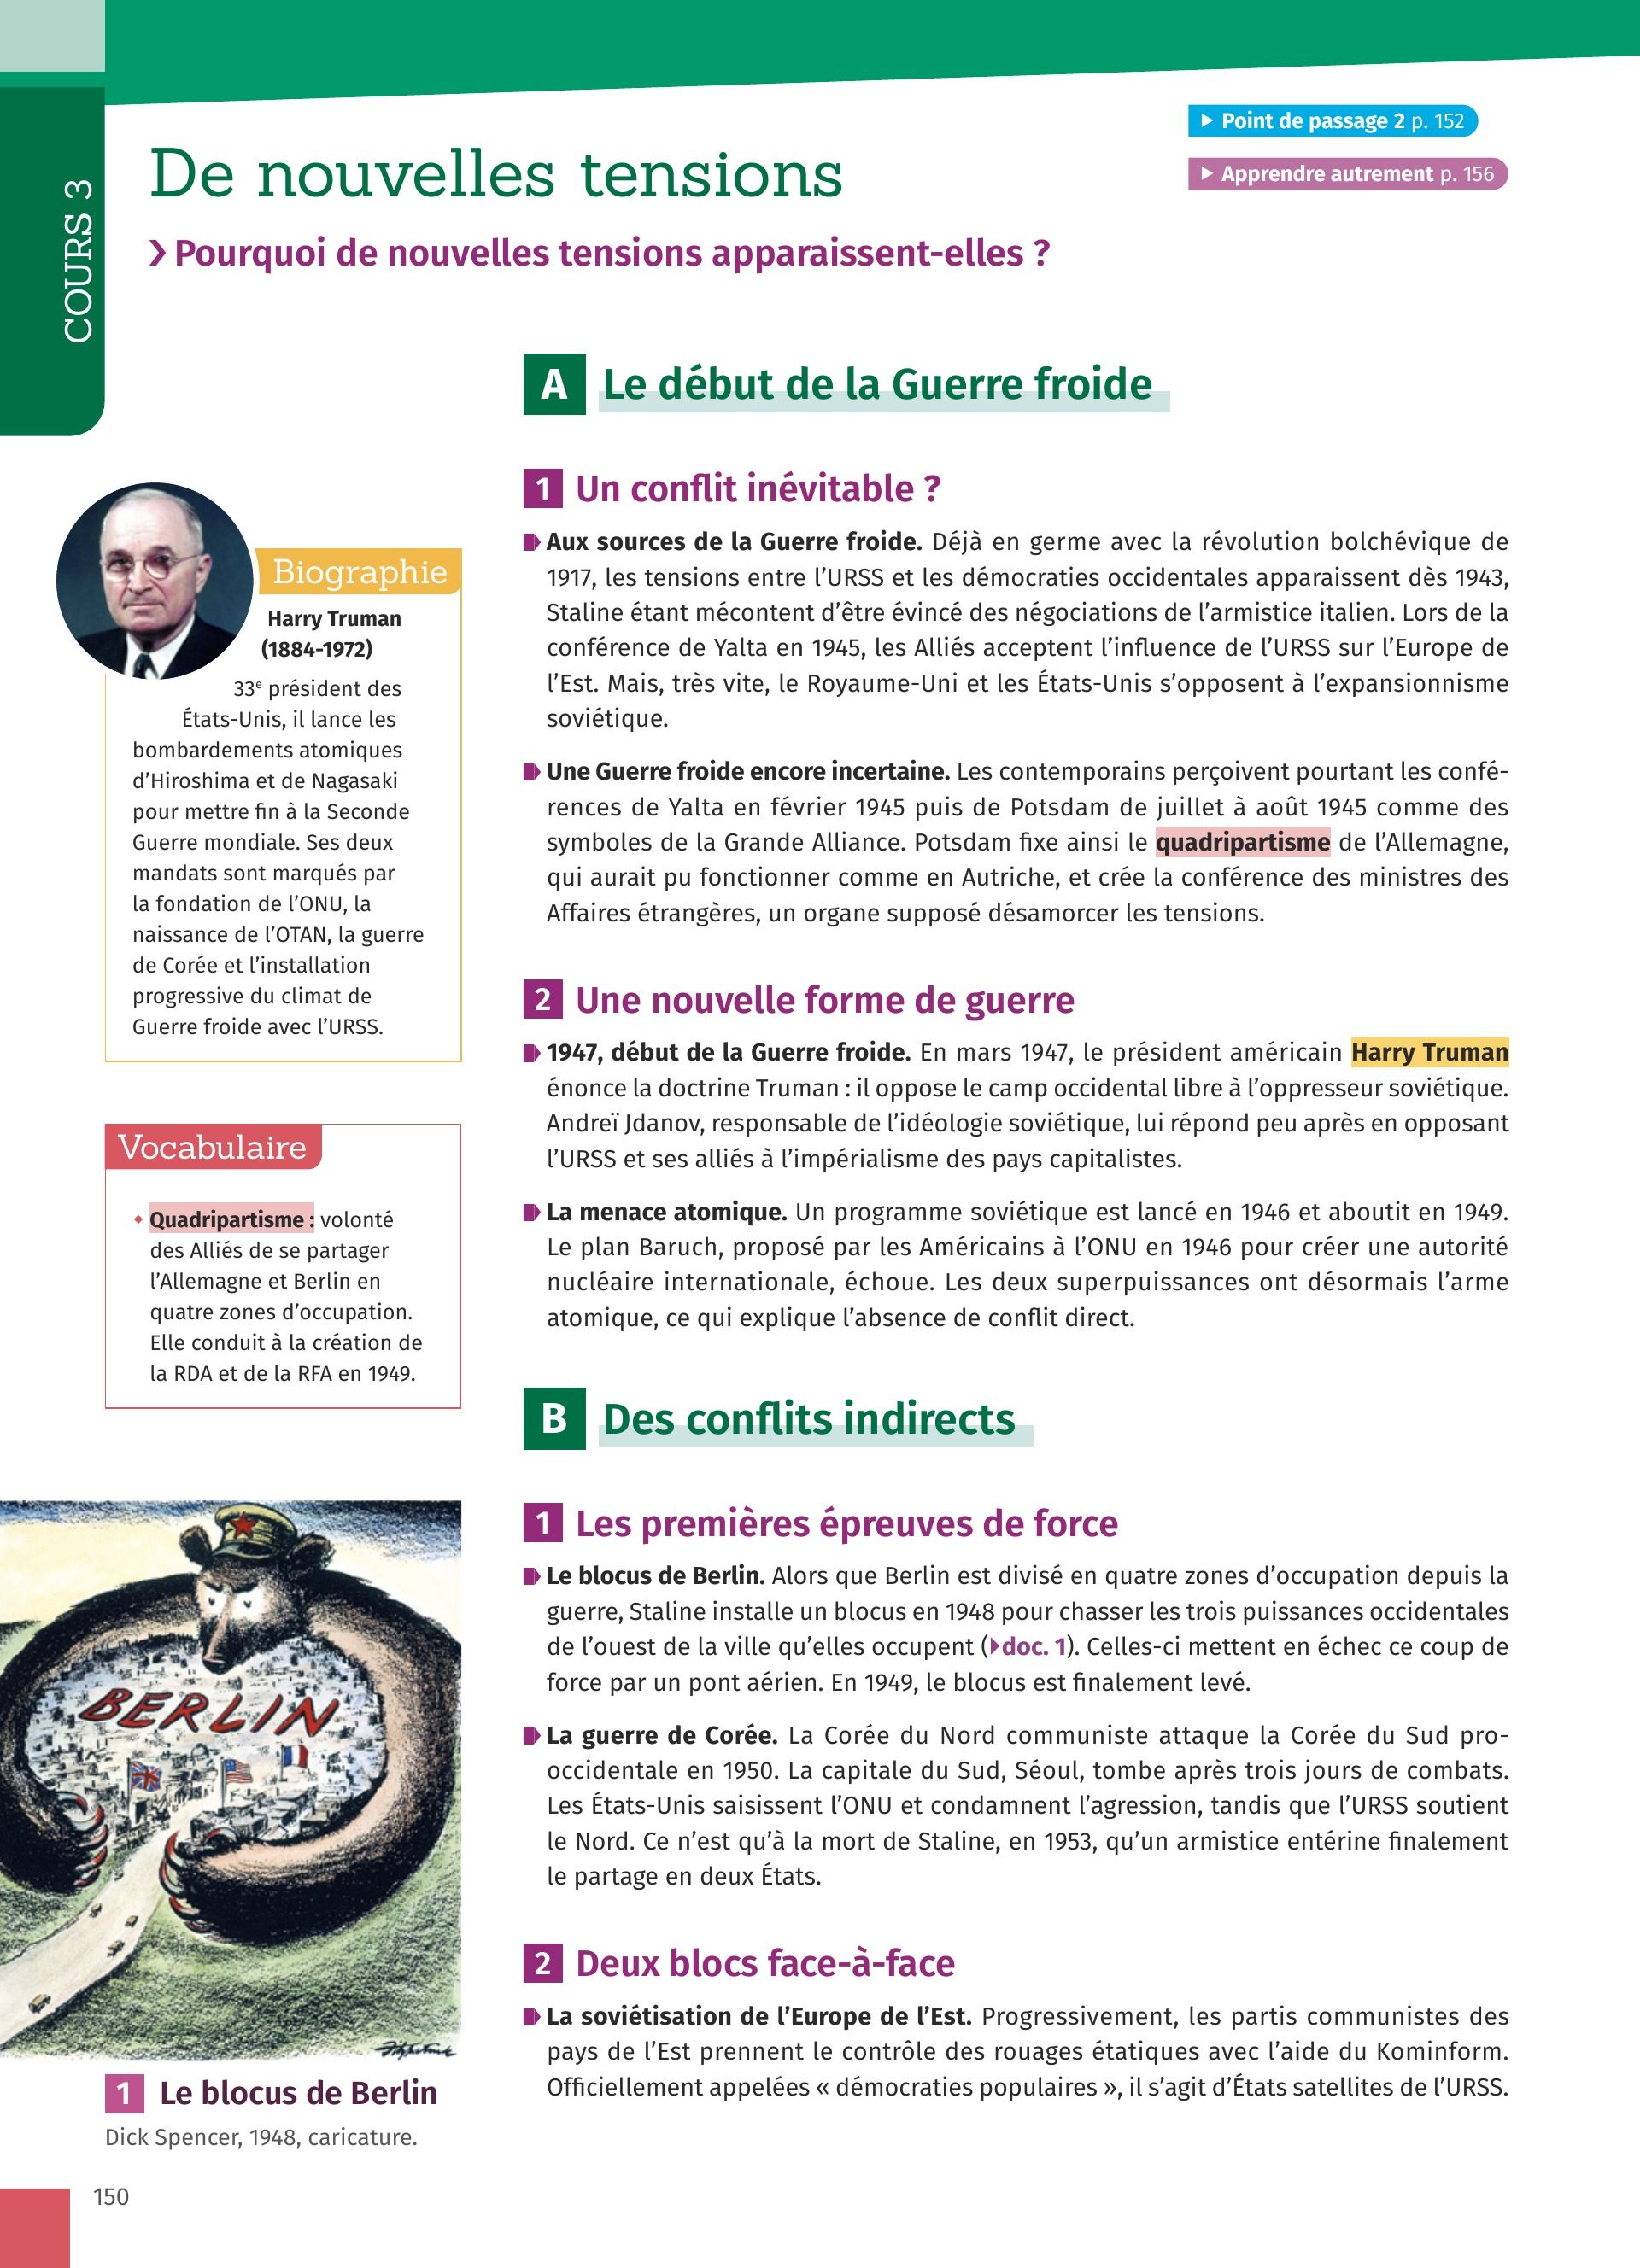 COURS 3
Point de passage 2 p. 152
Apprendre autrement p. 156
De nouvelles tensions
Pourquoi de nouvelles tensions apparaissent-elles ?
Biographie
Harry Truman
(1884-1972)
33e président des
États-Unis, il lance les
bombardements atomiques
d’Hiroshima et de Nagasaki
pour mettre fin à la Seconde
Guerre mondiale. Ses deux
mandats sont marqués par
la fondation de l’ONU, la
naissance de l’OTAN, la guerre
de Corée et l’installation
progressive du climat de
Guerre froide avec l’URSS.
Vocabulaire
Quadripartisme : volonté
des Alliés de se partager
l’Allemagne et Berlin en
quatre zones d’occupation.
Elle conduit à la création de
la RDA et de la RFA en 1949.
BERLIN
1 Le blocus de Berlin
Dick Spencer, 1948, caricature.
A Le début de la Guerre froide
1 Un conflit inévitable ?
Aux sources de la Guerre froide. Déjà en germe avec la révolution bolchévique de
1917, les tensions entre l’URSS et les démocraties occidentales apparaissent dès 1943,
Staline étant mécontent d’être évincé des négociations de l’armistice italien. Lors de la
conférence de Yalta en 1945, les Alliés acceptent l’influence de l’URSS sur l’Europe de
l’Est. Mais, très vite, le Royaume-Uni et les États-Unis s’opposent à l’expansionnisme
soviétique.
Une Guerre froide encore incertaine. Les contemporains perçoivent pourtant les confé-
rences de Yalta en février 1945 puis de Potsdam de juillet à août 1945 comme des
symboles de la Grande Alliance. Potsdam fixe ainsi le quadripartisme de l’Allemagne,
qui aurait pu fonctionner comme en Autriche, et crée la conférence des ministres des
Affaires étrangères, un organe supposé désamorcer les tensions.
2 Une nouvelle forme de guerre
1947, début de la Guerre froide. En mars 1947, le président américain Harry Truman
énonce la doctrine Truman : il oppose le camp occidental libre à l’oppresseur soviétique.
Andreï Jdanov, responsable de l’idéologie soviétique, lui répond peu après en opposant
l’URSS et ses alliés à l’impérialisme des pays capitalistes.
La menace atomique. Un programme soviétique est lancé en 1946 et aboutit en 1949.
Le plan Baruch, proposé par les Américains à l’ONU en 1946 pour créer une autorité
nucléaire internationale, échoue. Les deux superpuissances ont désormais l’arme
atomique, ce qui explique l’absence de conflit direct.
B Des conflits indirects
1 Les premières épreuves de force
Le blocus de Berlin. Alors que Berlin est divisé en quatre zones d’occupation depuis la
guerre, Staline installe un blocus en 1948 pour chasser les trois puissances occidentales
de l’ouest de la ville qu’elles occupent (doc. 1). Celles-ci mettent en échec ce coup de
force par un pont aérien. En 1949, le blocus est finalement levé.
La guerre de Corée. La Corée du Nord communiste attaque la Corée du Sud pro-
occidentale en 1950. La capitale du Sud, Séoul, tombe après trois jours de combats.
Les États-Unis saisissent l’ONU et condamnent l’agression, tandis que l’URSS soutient
le Nord. Ce n’est qu’à la mort de Staline, en 1953, qu’un armistice entérine finalement
le partage en deux États.
2 Deux blocs face-à-face
La soviétisation de l’Europe de l’Est. Progressivement, les partis communistes des
pays de l’Est prennent le contrôle des rouages étatiques avec l’aide du Kominform.
Officiellement appelées « démocraties populaires », il s’agit d’États satellites de l’URSS.
150